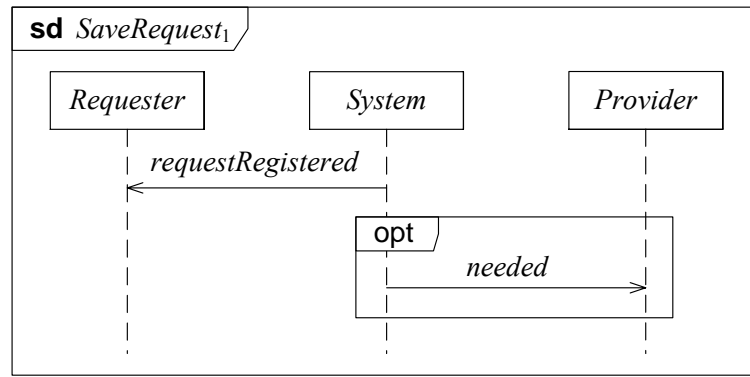 sd SaveRequest₁
Requester
System
Provider
requestRegistered
opt
needed